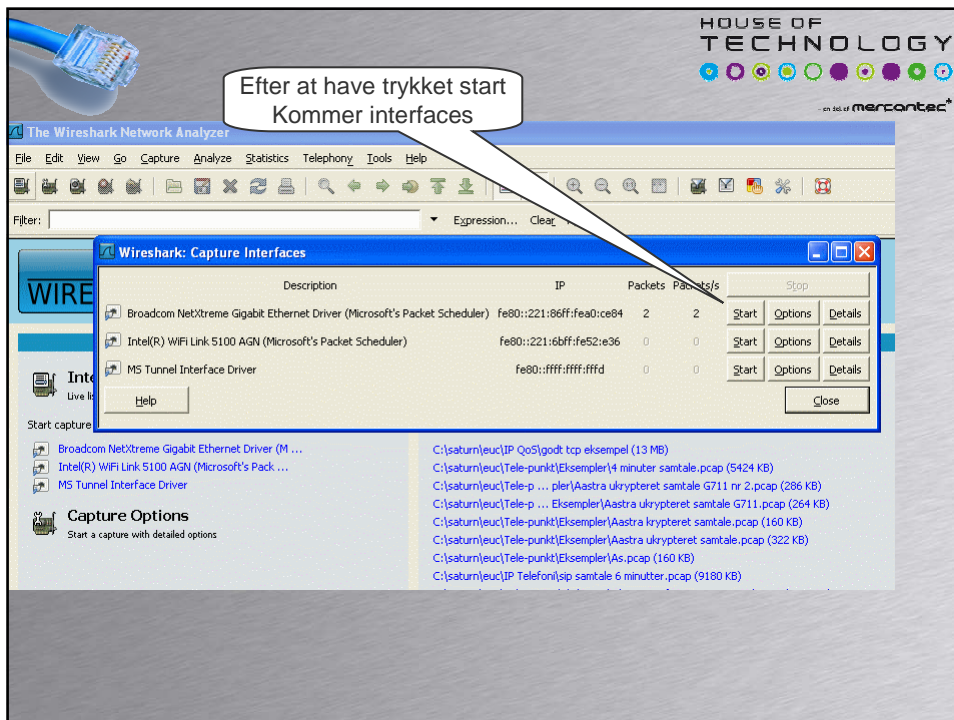 HOUSE OF
TECHNOLOGY
- en del af mercantec+
Efter at have trykket start
Kommer interfaces
The Wireshark Network Analyzer
File Edit View Go Capture Analyze Statistics Telephony Tools Help
Filter: Expression... Clear
Wireshark: Capture Interfaces
WIRE
Description IP Packets Packets/s Stop
Broadcom NetXtreme Gigabit Ethernet Driver (Microsoft's Packet Scheduler) fe80::221:86ff:fea0:ce84 2 2 Start Options Details
Intel(R) WiFi Link 5100 AGN (Microsoft's Packet Scheduler) fe80::221:6bff:fe52:e36 0 0 Start Options Details
MS Tunnel Interface Driver fe80::ffff:ffff:fffd 0 0 Start Options Details
Help Close
Inte
Live lis
Start capture
Broadcom NetXtreme Gigabit Ethernet Driver (M ...
Intel(R) WiFi Link 5100 AGN (Microsoft's Pack ...
MS Tunnel Interface Driver
Capture Options
Start a capture with detailed options
C:\saturn\euc\IP QoS\godt tcp eksempel (13 MB)
C:\saturn\euc\Tele-punkt\Eksempler\4 minuter samtale.pcap (5424 KB)
C:\saturn\euc\Tele-p ... pler\Aastra ukrypteret samtale G711 nr 2.pcap (286 KB)
C:\saturn\euc\Tele-p ... Eksempler\Aastra ukrypteret samtale G711.pcap (264 KB)
C:\saturn\euc\Tele-punkt\Eksempler\Aastra krypteret samtale.pcap (160 KB)
C:\saturn\euc\Tele-punkt\Eksempler\Aastra ukrypteret samtale.pcap (322 KB)
C:\saturn\euc\Tele-punkt\Eksempler\As.pcap (160 KB)
C:\saturn\euc\IP Telefoni\sip samtale 6 minutter.pcap (9180 KB)